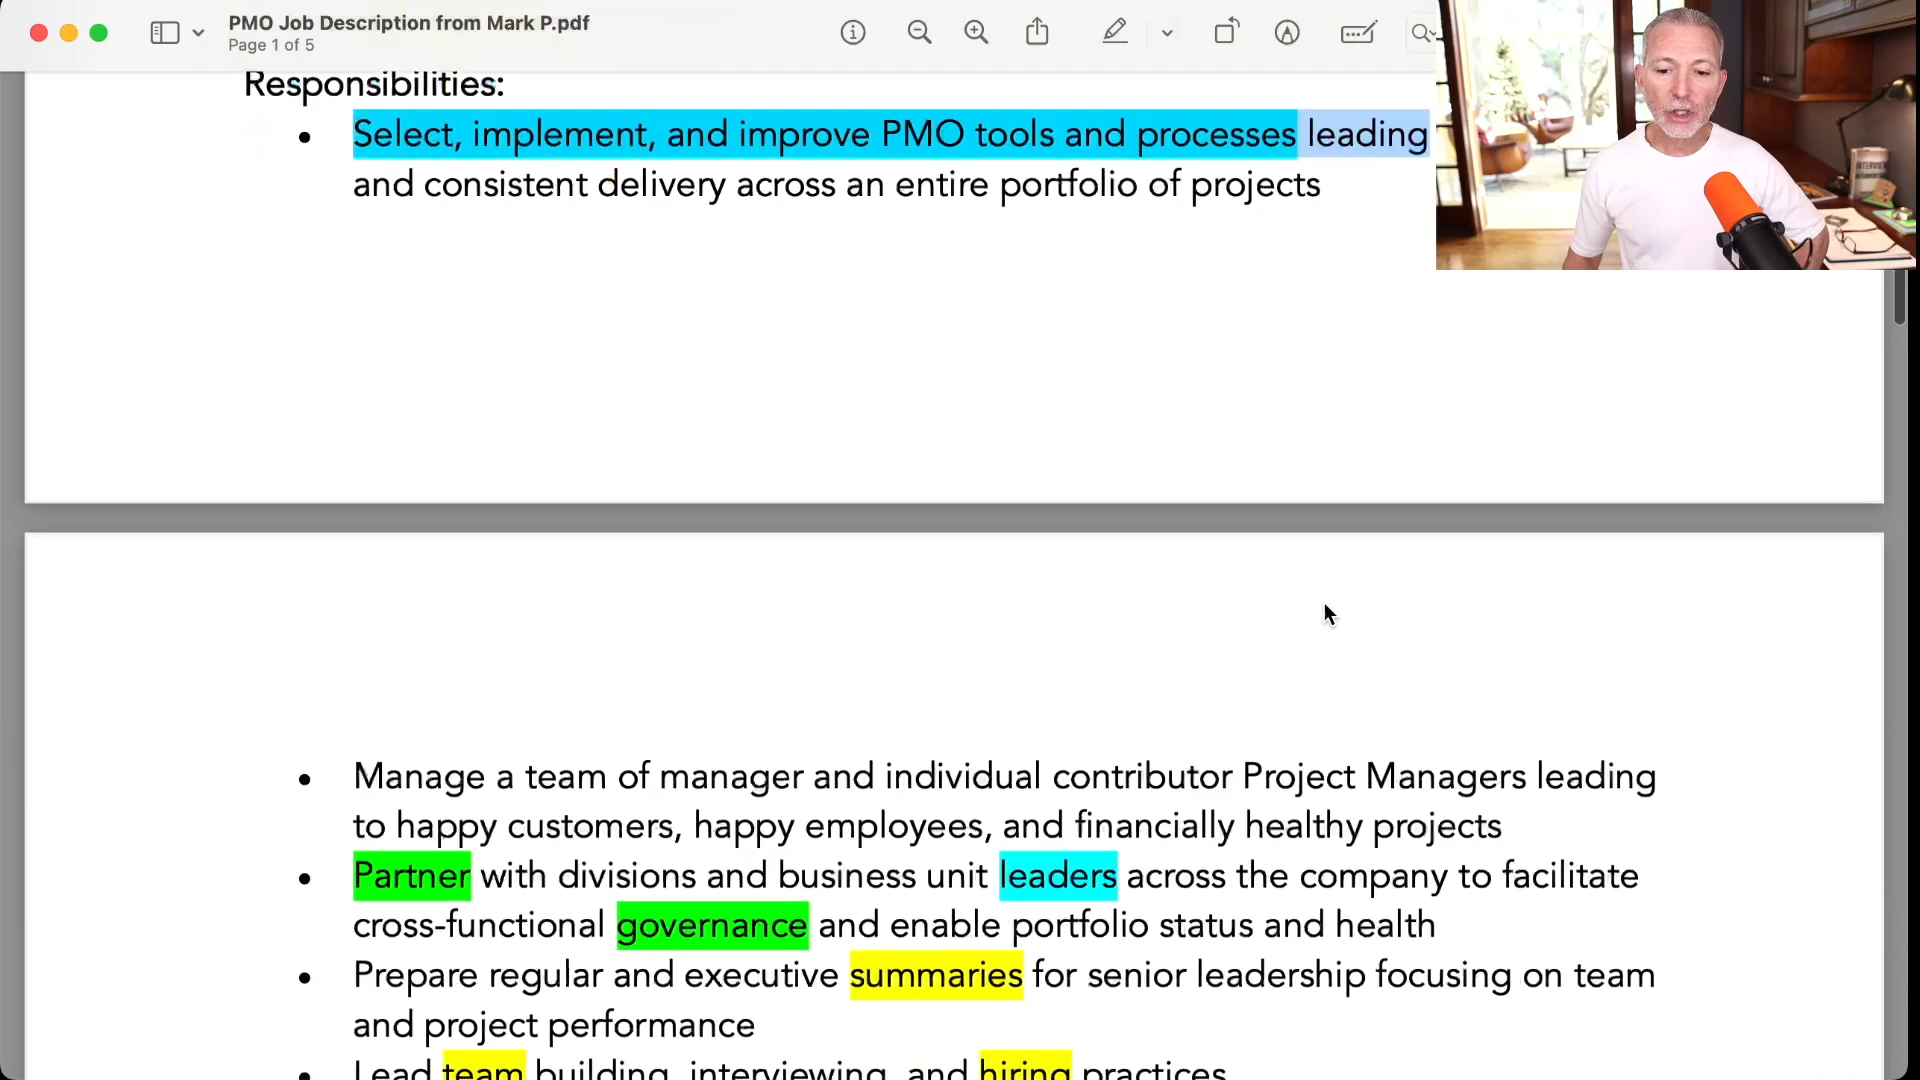 PMO Job Description from Mark P.pdf
Page 1 of 5
Responsibilities:
• Select, implement, and improve PMO tools and processes leading
and consistent delivery across an entire portfolio of projects
• Manage a team of manager and individual contributor Project Managers leading
to happy customers, happy employees, and financially healthy projects
• Partner with divisions and business unit leaders across the company to facilitate
cross-functional governance and enable portfolio status and health
• Prepare regular and executive summaries for senior leadership focusing on team
and project performance
• Lead team building, interviewing, and hiring practices